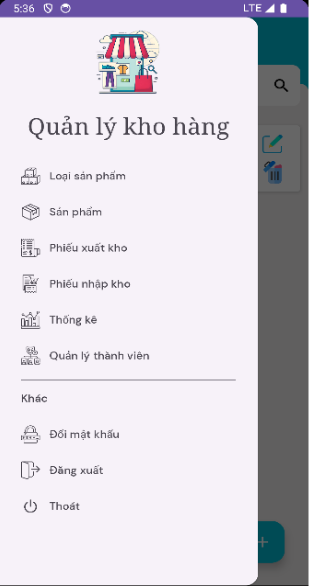 5:36 LTE
Quản lý kho hàng
Loại sản phẩm
Sản phẩm
Phiếu xuất kho
Phiếu nhập kho
Thống kê
Quản lý thành viên
Khác
Đổi mật khẩu
Đăng xuất
Thoát